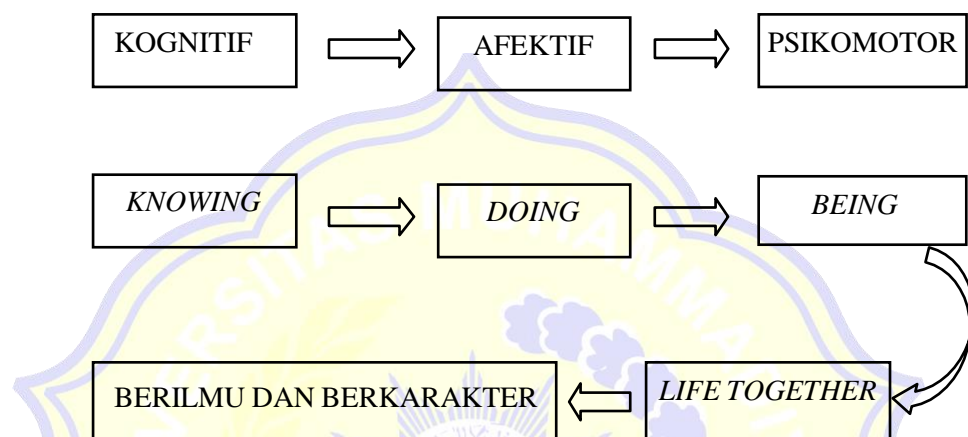 KOGNITIF AFEKTIF PSIKOMOTOR
KNOWING DOING BEING
BERILMU DAN BERKARAKTER LIFE TOGETHER